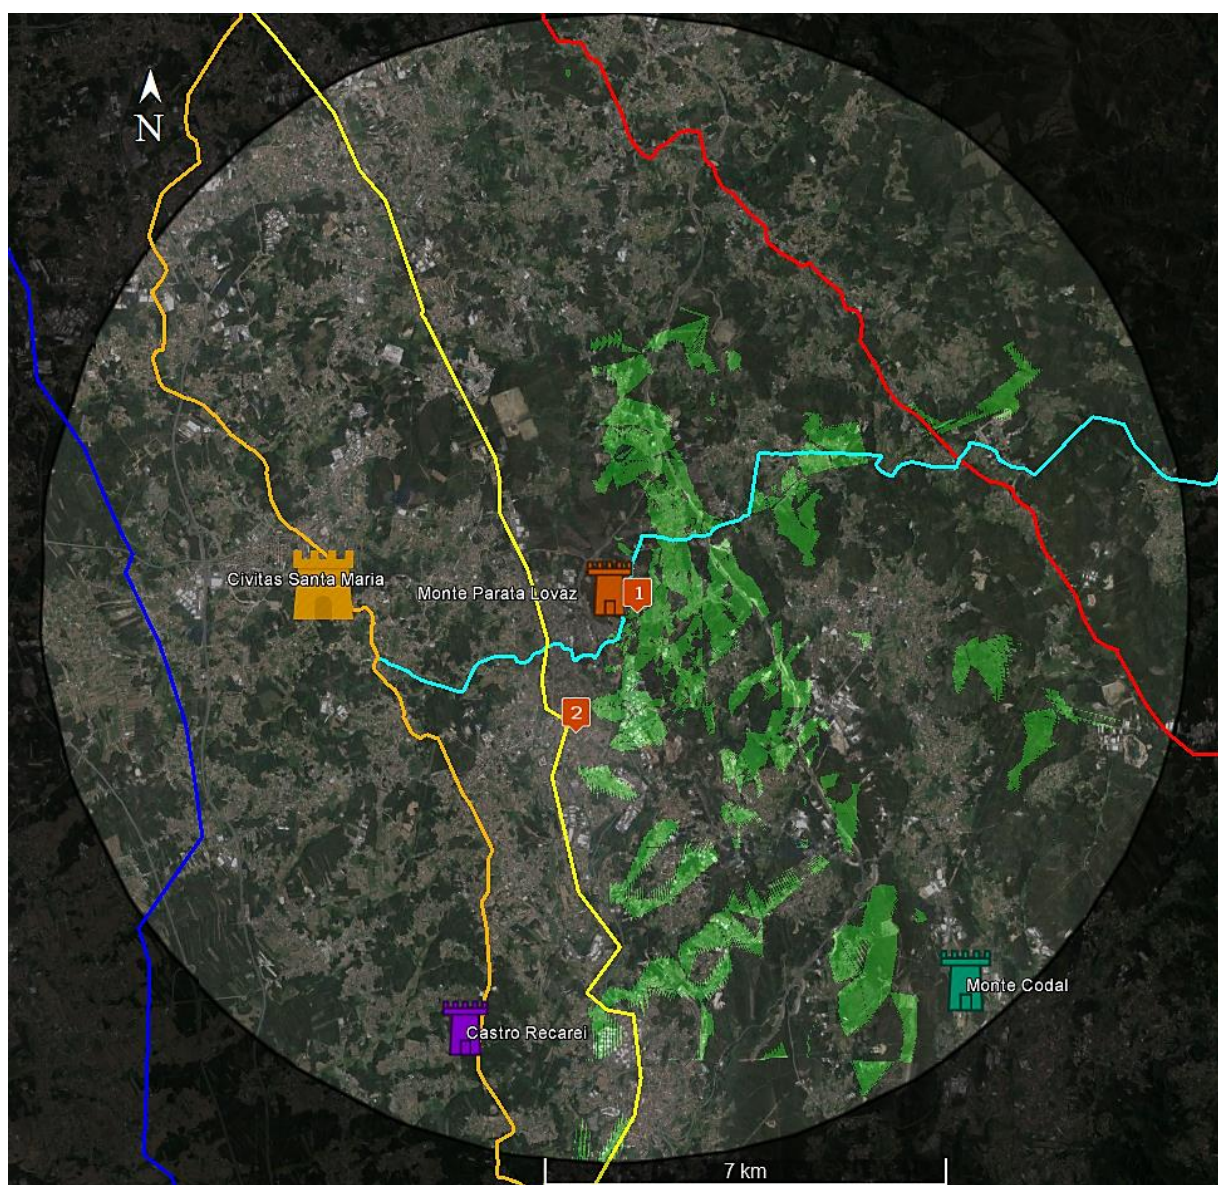 N
Civitas Santa Maria
Monte Parata Lovaz
1
2
Monte Codal
Castro Recarei
7 km